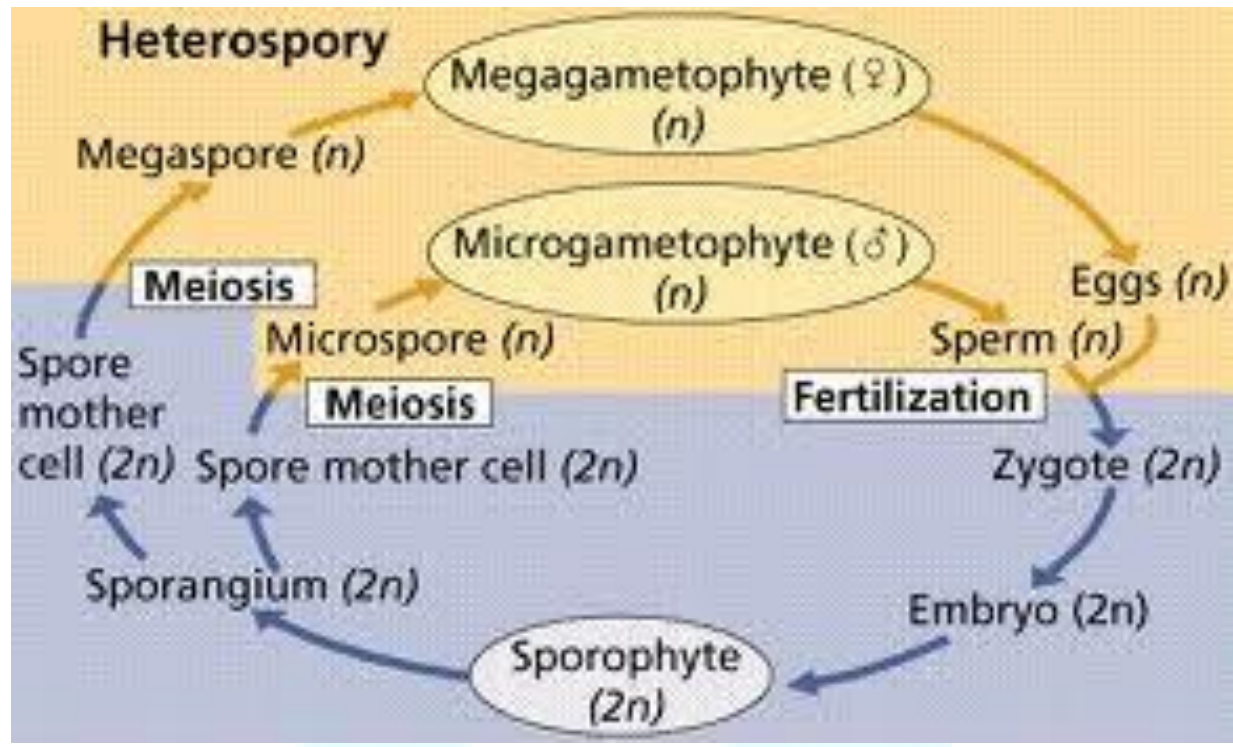 Heterospory
Megagametophyte (♀)
(n)
Megaspore (n)
Microgametophyte (♂)
(n)
Meiosis
Eggs (n)
Microspore (n)
Sperm (n)
Spore
mother
cell (2n)
Meiosis
Fertilization
Spore mother cell (2n)
Zygote (2n)
Sporangium (2n)
Embryo (2n)
Sporophyte
(2n)